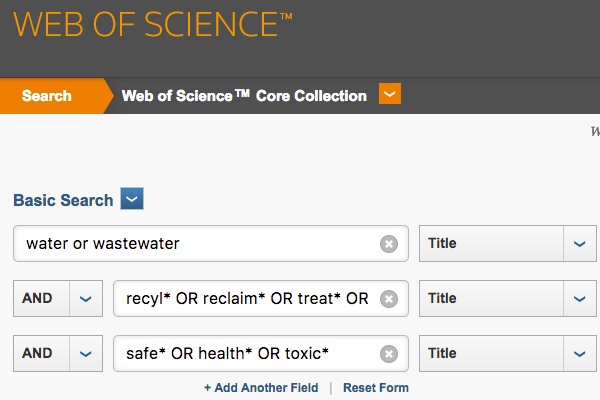 WEB OF SCIENCE™
Search Web of Science™ Core Collection
W
Basic Search
water or wastewater Title
AND recyl* OR reclaim* OR treat* OR Title
AND safe* OR health* OR toxic* Title
+ Add Another Field | Reset Form